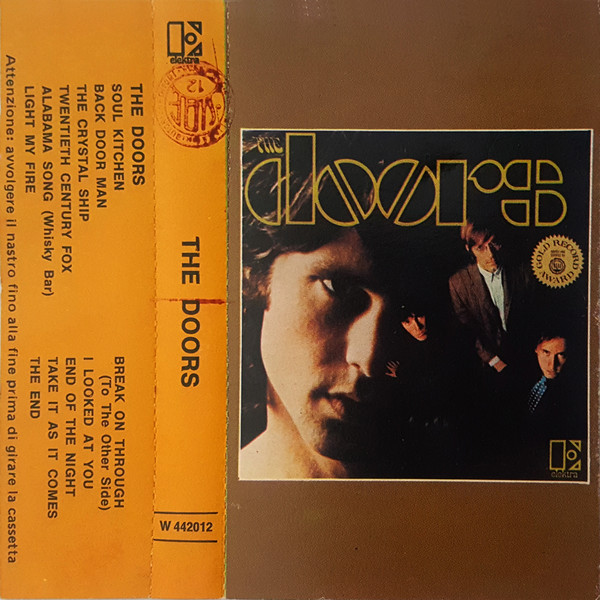 THE DOORS
SOUL KITCHEN
BACK DOOR MAN
THE CRYSTAL SHIP
TWENTIETH CENTURY FOX
ALABAMA SONG (Whisky Bar)
LIGHT MY FIRE
BREAK ON THROUGH
(To The Other Side)
I LOOKED AT YOU
END OF THE NIGHT
TAKE IT AS IT COMES
THE END
Attenzione: avvolgere il nastro fino alla fine prima di girare la cassetta
elektra
12
THE DOORS
W 442012
THE
doors
GOLD RECORD
AWARD
elektra